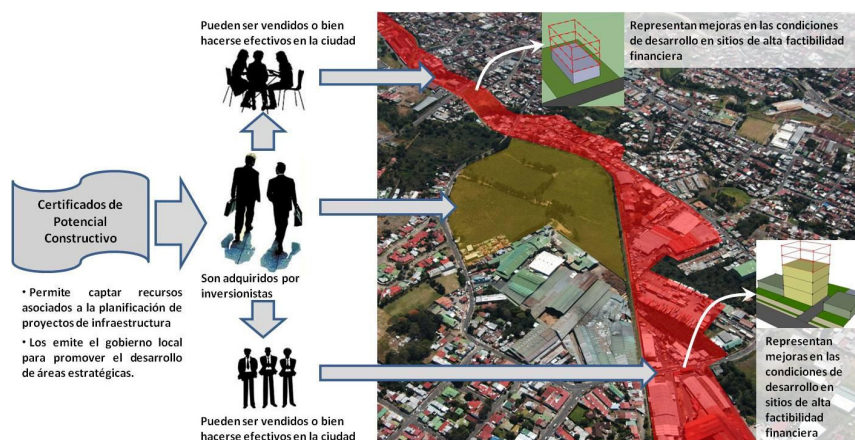 Pueden ser vendidos o bien
hacerse efectivos en la ciudad
Representan mejoras en las condiciones
de desarrollo en sitios de alta factibilidad
financiera
Certificados de
Potencial
Constructivo
Son adquiridos por
inversionistas
• Permite captar recursos
asociados a la planificación de
proyectos de infraestructura
• Los emite el gobierno local
para promover el desarrollo
de áreas estratégicas.
Representan
mejoras en las
condiciones de
desarrollo en
sitios de alta
factibilidad
financiera
Pueden ser vendidos o bien
hacerse efectivos en la ciudad